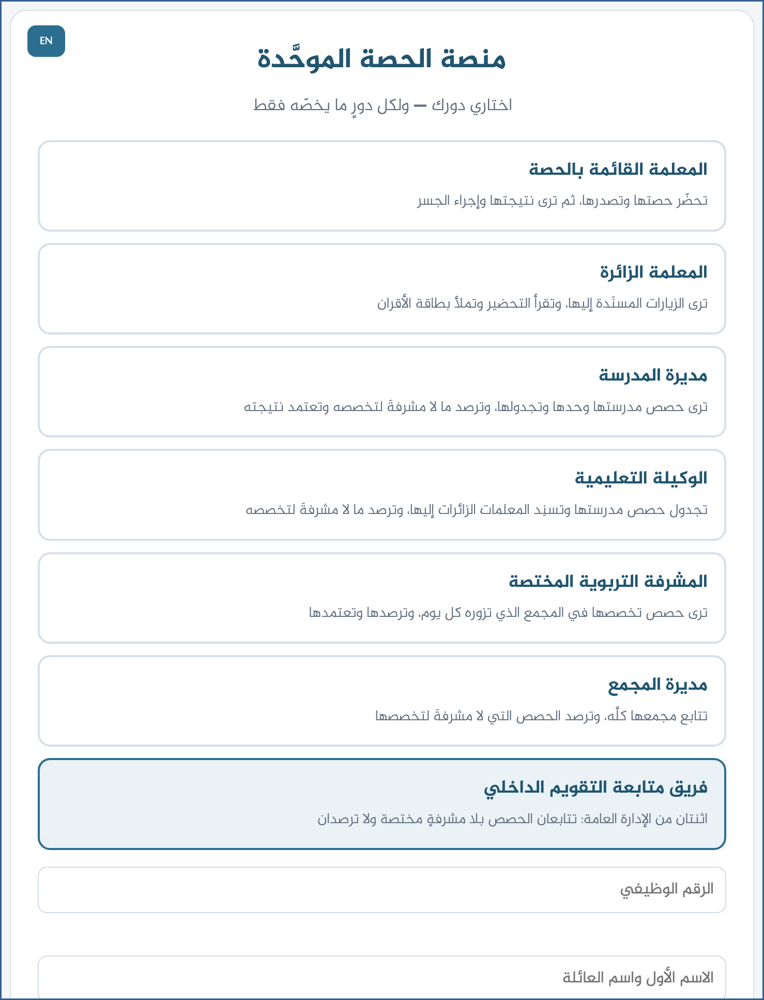 EN
منصة الحصة الموحَّدة
اختاري دورك — ولكل دورٍ ما يخصّه فقط
المعلمة القائمة بالحصة
تحضّر حصتها وتصدرها، ثم ترى نتيجتها وإجراء الجسر
المعلمة الزائرة
ترى الزيارات المسنَدة إليها، وتقرأ التحضير وتملأ بطاقة الأقران
مديرة المدرسة
ترى حصص مدرستها وحدها وتجدولها، وترصد ما لا مشرفةَ لتخصصه وتعتمد نتيجته
الوكيلة التعليمية
تجدول حصص مدرستها وتسنِد المعلمات الزائرات إليها، وترصد ما لا مشرفةَ لتخصصه
المشرفة التربوية المختصة
ترى حصص تخصصها في المجمع الذي تزوره كل يوم، وترصدها وتعتمدها
مديرة المجمع
تتابع مجمعها كلَّه، وترصد الحصص التي لا مشرفةَ لتخصصها
فريق متابعة التقويم الداخلي
اثنتان من الإدارة العامة: تتابعان الحصص بلا مشرفةٍ مختصة ولا ترصدان
الرقم الوظيفي
الاسم الأول واسم العائلة